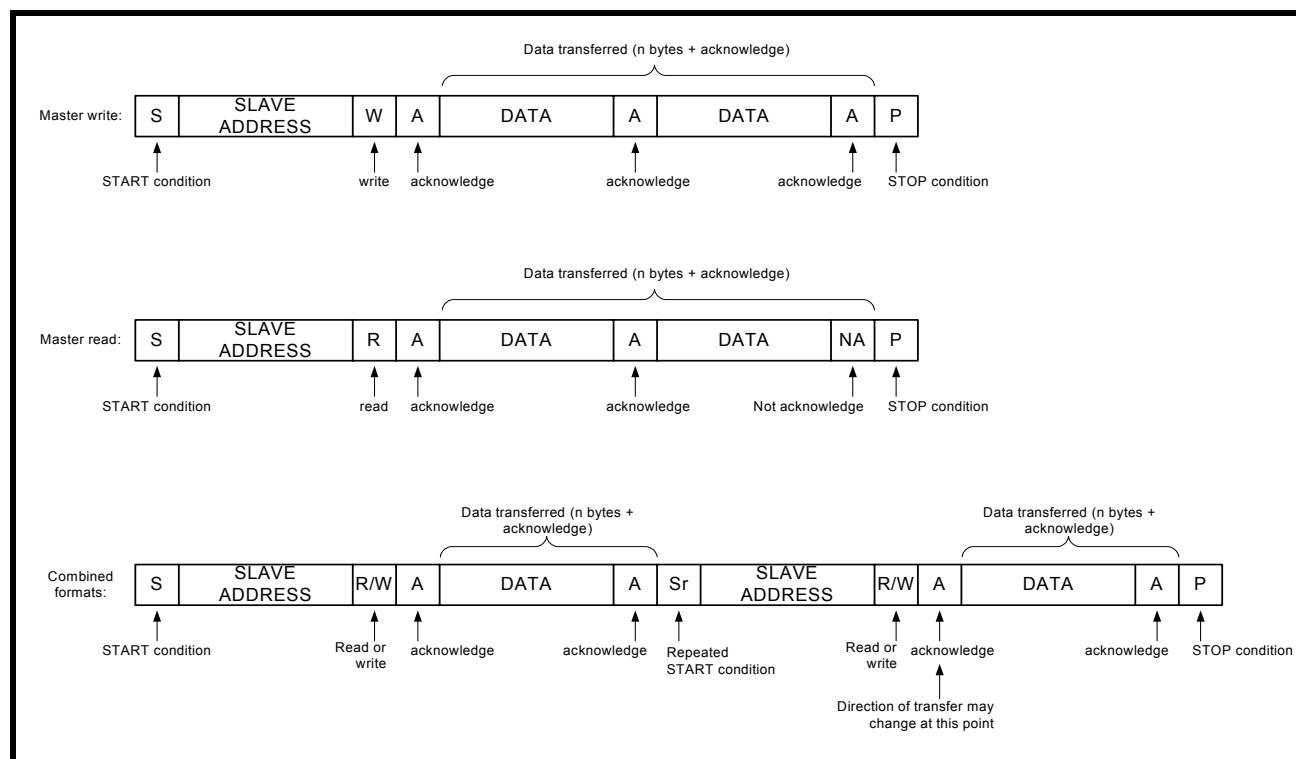 Data transferred (n bytes + acknowledge)
Master write: S SLAVE ADDRESS W A DATA A DATA A P
START condition write acknowledge acknowledge acknowledge STOP condition
Data transferred (n bytes + acknowledge)
Master read: S SLAVE ADDRESS R A DATA A DATA NA P
START condition read acknowledge acknowledge Not acknowledge STOP condition
Data transferred (n bytes +
acknowledge)
Data transferred (n bytes +
acknowledge)
Combined
formats:
S SLAVE ADDRESS R/W A DATA A Sr SLAVE ADDRESS R/W A DATA A P
START condition
Read or
write
acknowledge
acknowledge
Repeated
START condition
Read or
write
acknowledge
acknowledge
STOP condition
Direction of transfer may
change at this point